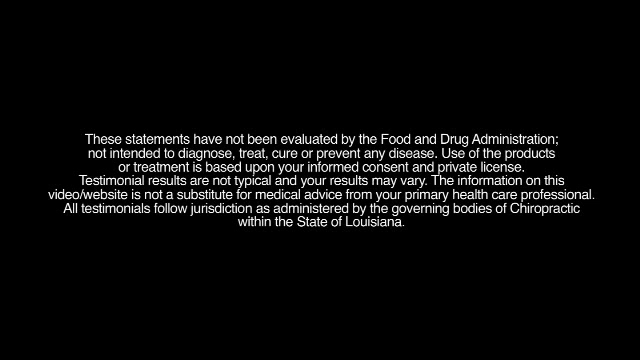 These statements have not been evaluated by the Food and Drug Administration;
not intended to diagnose, treat, cure or prevent any disease. Use of the products
or treatment is based upon your informed consent and private license.
Testimonial results are not typical and your results may vary. The information on this
video/website is not a substitute for medical advice from your primary health care professional.
All testimonials follow jurisdiction as administered by the governing bodies of Chiropractic
within the State of Louisiana.